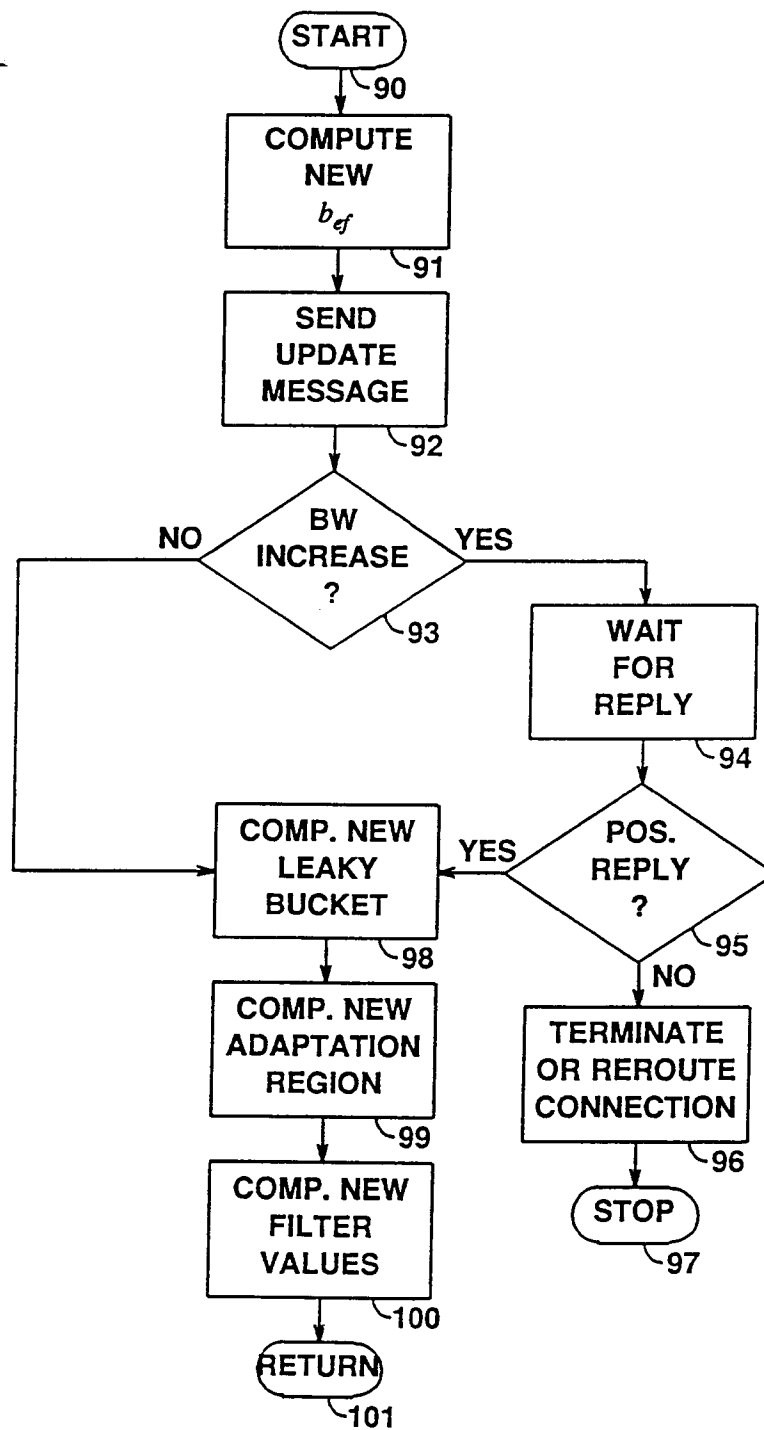 START
90
COMPUTE
NEW
b_ef
91
SEND
UPDATE
MESSAGE
92
BW
INCREASE
?
93
NO
YES
WAIT
FOR
REPLY
94
POS.
REPLY
?
95
YES
NO
COMP. NEW
LEAKY
BUCKET
98
TERMINATE
OR REROUTE
CONNECTION
96
COMP. NEW
ADAPTATION
REGION
99
STOP
97
COMP. NEW
FILTER
VALUES
100
RETURN
101